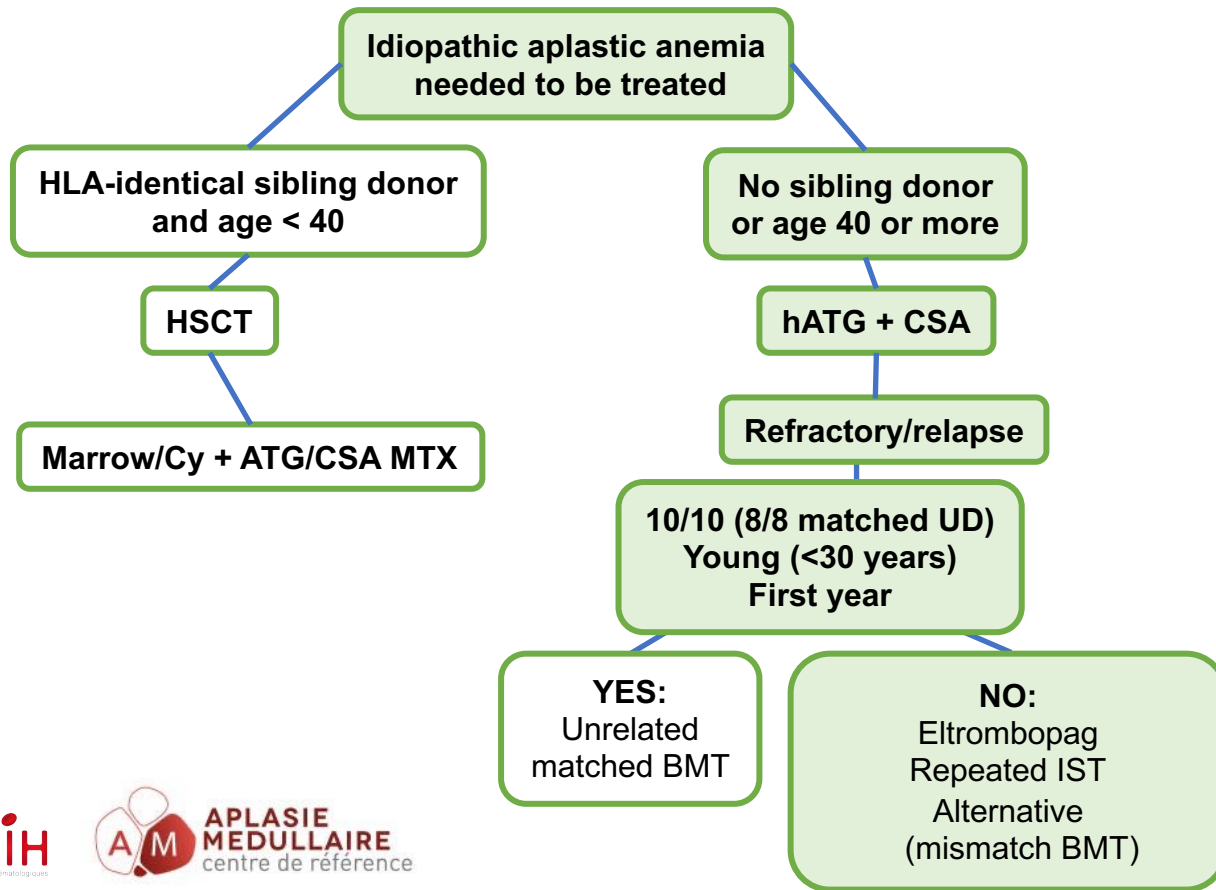 Idiopathic aplastic anemia
needed to be treated
HLA-identical sibling donor
and age < 40
No sibling donor
or age 40 or more
HSCT
hATG + CSA
Marrow/Cy + ATG/CSA MTX
Refractory/relapse
10/10 (8/8 matched UD)
Young (<30 years)
First year
YES:
Unrelated
matched BMT
NO:
Eltrombopag
Repeated IST
Alternative
(mismatch BMT)
iH
ématologiques
AM
APLASIE
MEDULLAIRE
centre de référence